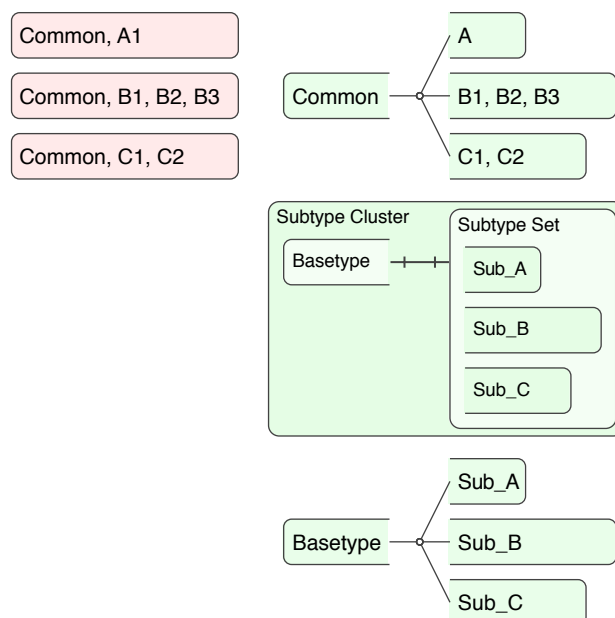 Common, A1
Common, B1, B2, B3
Common, C1, C2
Common
A
B1, B2, B3
C1, C2
Subtype Cluster
Basetype
Subtype Set
Sub_A
Sub_B
Sub_C
Basetype
Sub_A
Sub_B
Sub_C